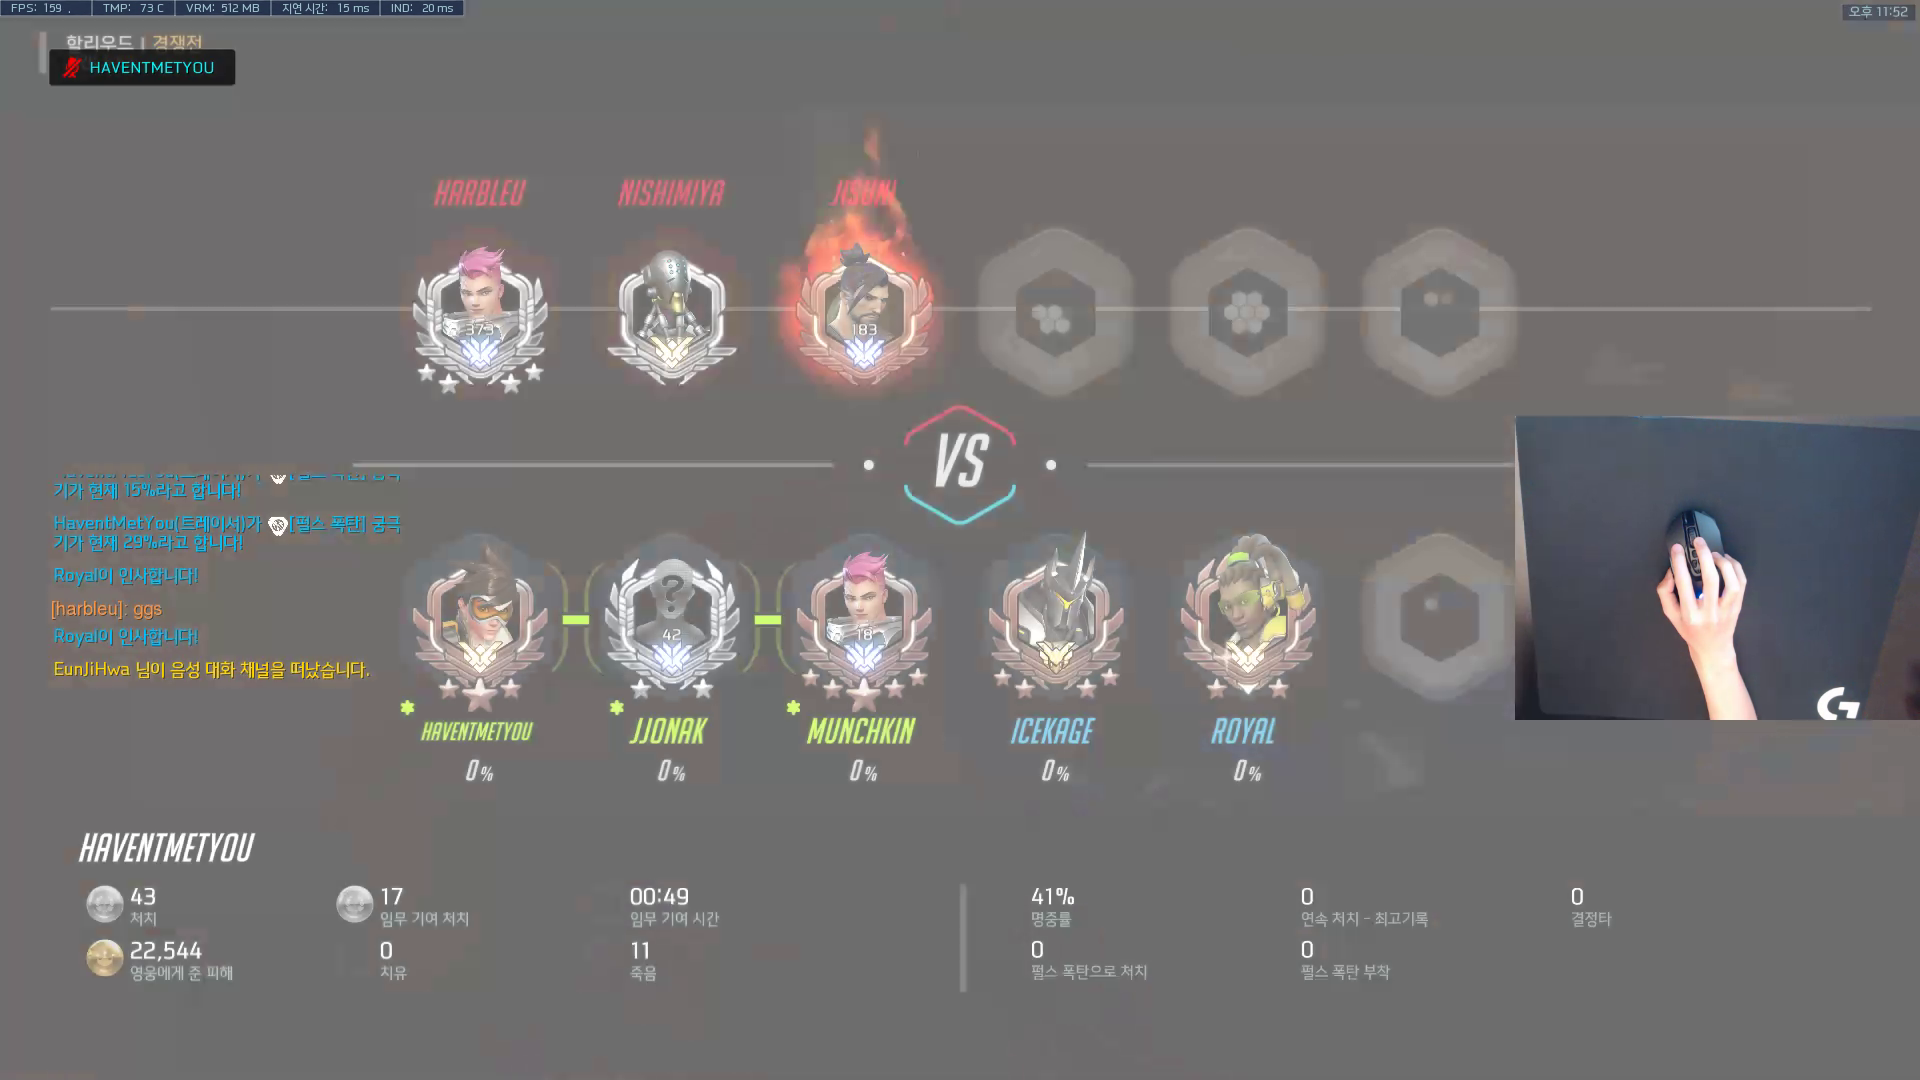 FPS: 159
TMP: 73 C
VRM: 512 MB
지연 시간: 15 ms
IND: 20 ms
오후 11:52
할리우드 | 경쟁전
HAVENTMETYOU
HARBLEU
NISHIMIYA
373
183
VS
기가 현재 15%라고 합니다!
HaventMetYou(트레이서)가 [펄스 폭탄] 궁극
기가 현재 29%라고 합니다!
Royal이 인사합니다!
[harbleu]: ggs
Royal이 인사합니다!
EunJiHwa 님이 음성 대화 채널을 떠났습니다.
?
42
18
HAVENTMETYOU
JJONAK
MUNCHKIN
ICEKAGE
ROYAL
0%
0%
0%
0%
0%
HAVENTMETYOU
43
처치
17
임무 기여 처치
00:49
임무 기여 시간
41%
명중률
0
연속 처치 - 최고기록
0
결정타
22,544
영웅에게 준 피해
0
치유
11
죽음
0
펄스 폭탄으로 처치
0
펄스 폭탄 부착